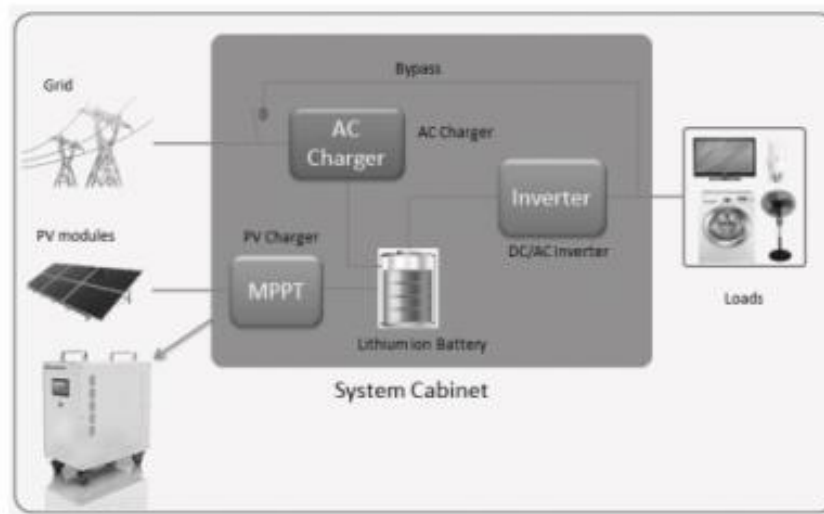 Bypass
Grid
AC
Charger
AC Charger
Inverter
PV modules
PV Charger
DC/AC inverter
MPPT
Loads
Lithium ion Battery
System Cabinet